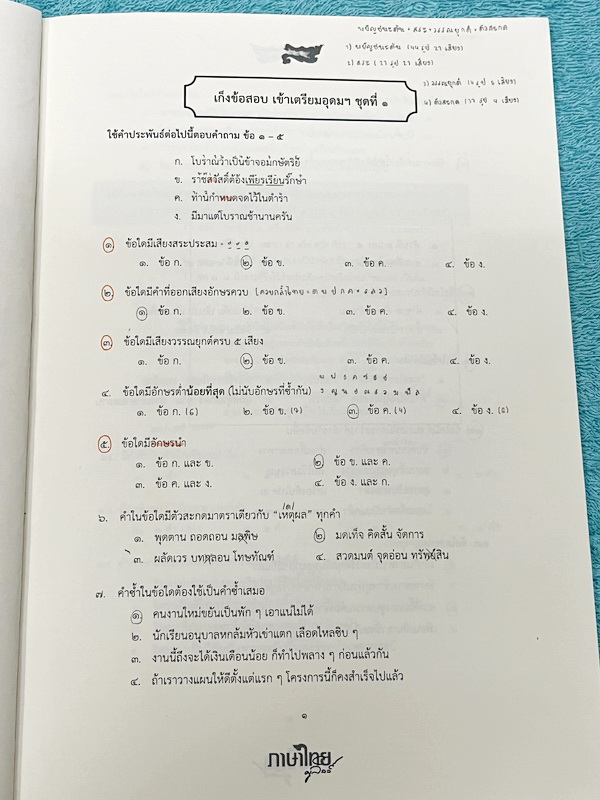 พยัญชนะต้น + สระ + วรรณยุกต์ + ตัวสะกด
๑) พยัญชนะต้น (44 รูป 21 เสียง)
๒) สระ (21 รูป 21 เสียง)
๓) วรรณยุกต์ (4 รูป 5 เสียง)
๔) ตัวสะกด
เก็งข้อสอบ เข้าเตรียมอุดมฯ ชุดที่ ๑
ใช้คำประพันธ์ต่อไปนี้ตอบคำถาม ข้อ ๑ – ๕
ก. โบราณว่าเป็นข้าจอมกษัตริย์
ข. ราชสวัสดิ์ต้องเพียรเรียนรักษา
ค. ท่านกำหนดจดไว้ในตำรา
ง. มีมาแต่โบราณช้านานครัน
๑. ข้อใดมีเสียงสระประสม
๑. ข้อ ก. ๒. ข้อ ข. ๓. ข้อ ค. ๔. ข้อ ง.
๒. ข้อใดมีคำที่ออกเสียงอักษรควบ
๑. ข้อ ก. ๒. ข้อ ข. ๓. ข้อ ค. ๔. ข้อ ง.
๓. ข้อใดมีเสียงวรรณยุกต์ครบ ๕ เสียง
๑. ข้อ ก. ๒. ข้อ ข. ๓. ข้อ ค. ๔. ข้อ ง.
๔. ข้อใดมีอักษรต่ำน้อยที่สุด (ไม่นับอักษรที่ซ้ำกัน)
๑. ข้อ ก. ๒. ข้อ ข. ๓. ข้อ ค. ๔. ข้อ ง.
๕. ข้อใดมีอักษรนำ
๑. ข้อ ก. และ ข. ๒. ข้อ ข. และ ค.
๓. ข้อ ค. และ ง. ๔. ข้อ ง. และ ก.
๖. คำในข้อใดมีตัวสะกดมาตราเดียวกับ “เหตุผล” ทุกคำ
๑. พุดตาน ถอดถอน มลพิษ ๒. มดเท็จ คิดสั้น จัดการ
๓. ผลัดเวร บททลอน โทษทัณฑ์ ๔. สวดมนต์ จุดอ่อน ทรัพย์สิน
๗. คำซ้ำในข้อใดต้องใช้เป็นคำซ้ำเสมอ
๑. คนงานใหม่ขยันเป็นพัก ๆ เอาแน่ไม่ได้
๒. นักเรียนอนุบาลหกล้มหัวเข่าแตก เลือดไหลซิบ ๆ
๓. งานนี้ถึงจะได้เงินเดือนน้อย ก็ทำไปพลาง ๆ ก่อนแล้วกัน
๔. ถ้าเราวางแผนให้ดีตั้งแต่แรก ๆ โครงการนี้ก็คงสำเร็จไปแล้ว
๑
ภาษาไทย